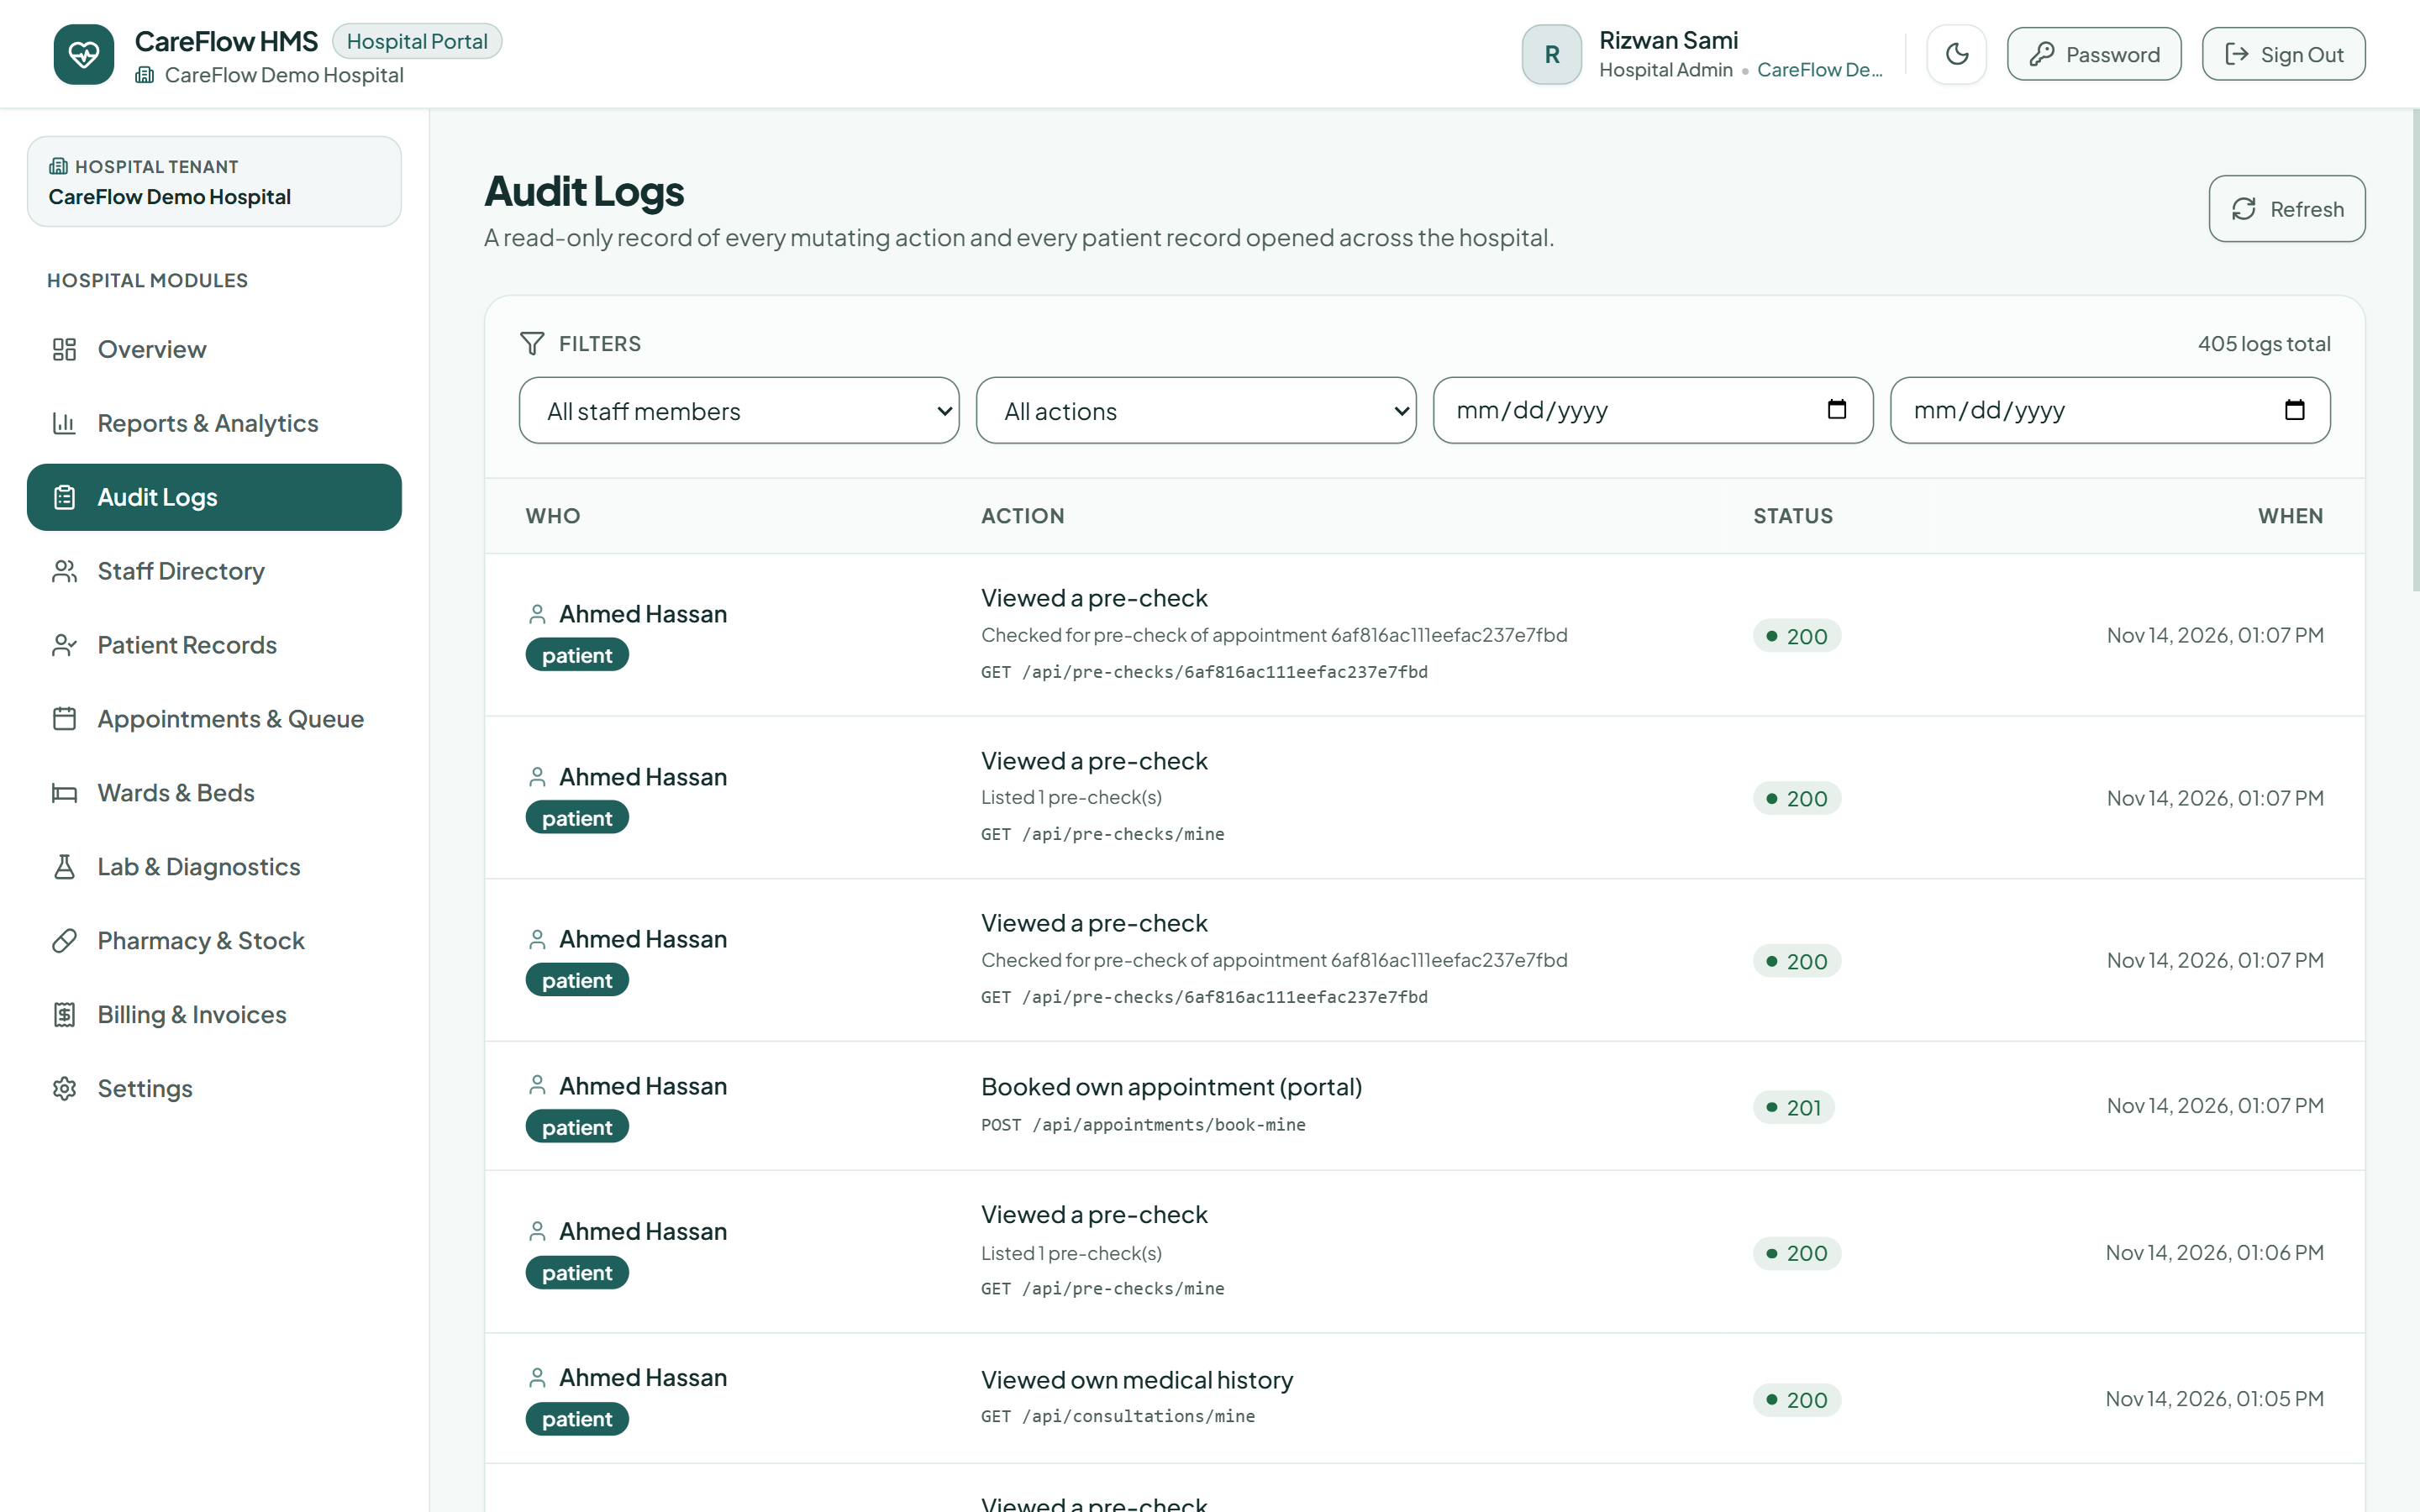 CareFlow HMS
Hospital Portal
CareFlow Demo Hospital
R
Rizwan Sami
Hospital Admin • CareFlow De...
Password
Sign Out
HOSPITAL TENANT
CareFlow Demo Hospital
HOSPITAL MODULES
Overview
Reports & Analytics
Audit Logs
Staff Directory
Patient Records
Appointments & Queue
Wards & Beds
Lab & Diagnostics
Pharmacy & Stock
Billing & Invoices
Settings
Audit Logs
A read-only record of every mutating action and every patient record opened across the hospital.
Refresh
FILTERS
405 logs total
All staff members
All actions
mm/dd/yyyy
mm/dd/yyyy
WHO ACTION STATUS WHEN
Ahmed Hassan
patient
Viewed a pre-check
Checked for pre-check of appointment 6af816ac111eefac237e7fbd
GET /api/pre-checks/6af816ac111eefac237e7fbd
200
Nov 14, 2026, 01:07 PM
Ahmed Hassan
patient
Viewed a pre-check
Listed 1 pre-check(s)
GET /api/pre-checks/mine
200
Nov 14, 2026, 01:07 PM
Ahmed Hassan
patient
Viewed a pre-check
Checked for pre-check of appointment 6af816ac111eefac237e7fbd
GET /api/pre-checks/6af816ac111eefac237e7fbd
200
Nov 14, 2026, 01:07 PM
Ahmed Hassan
patient
Booked own appointment (portal)
POST /api/appointments/book-mine
201
Nov 14, 2026, 01:07 PM
Ahmed Hassan
patient
Viewed a pre-check
Listed 1 pre-check(s)
GET /api/pre-checks/mine
200
Nov 14, 2026, 01:06 PM
Ahmed Hassan
patient
Viewed own medical history
GET /api/consultations/mine
200
Nov 14, 2026, 01:05 PM
Viewed a pre-check